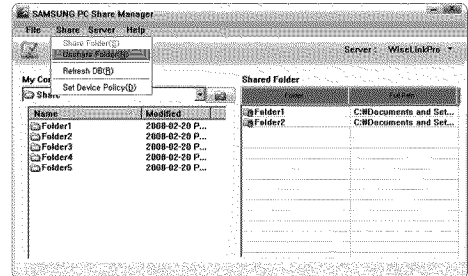 SAMSUNG PC Share Manager
File Share Server Help
Share Folder(S)
Unshare Folder(N)
Refresh DB(R)
Set Device Policy(D)
Server : WiseLinkPro
My Co
Share
Shared Folder
Name Modified
Folder Full Path
Folder1 2008-02-20 P...
Folder2 2008-02-20 P...
Folder3 2008-02-20 P...
Folder4 2008-02-20 P...
Folder5 2008-02-20 P...
Folder1 C:₩Documents and Set...
Folder2 C:₩Documents and Set...